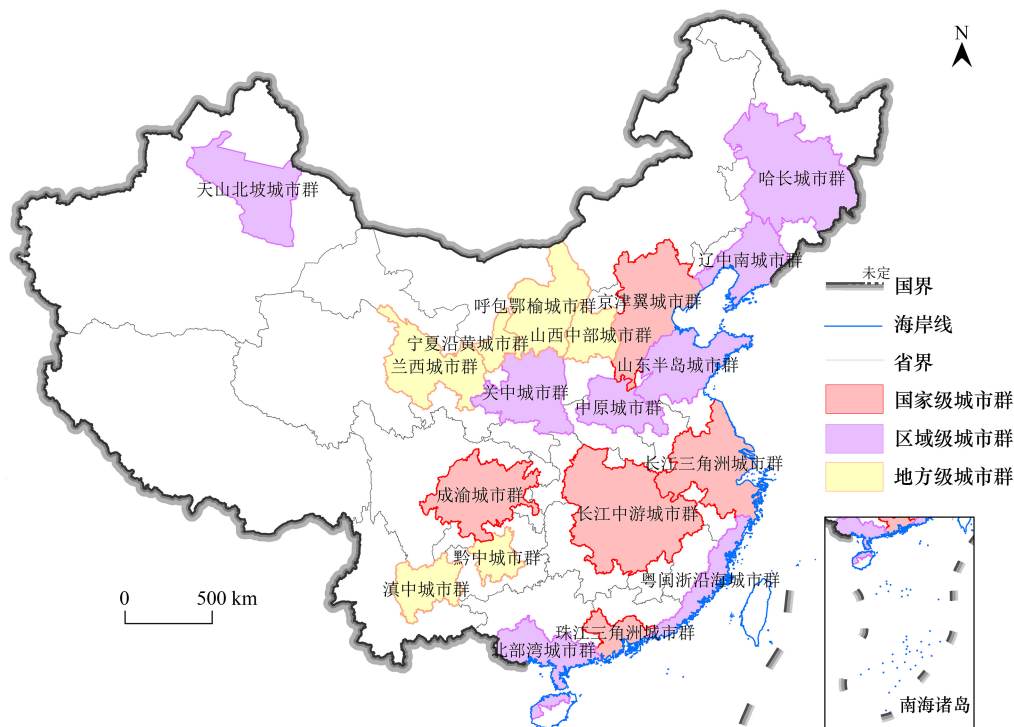 N
天山北坡城市群
哈长城市群
辽中南城市群
未定
国界
呼包鄂榆城市群
京津翼城市群
海岸线
宁夏沿黄城市群
山西中部城市群
兰西城市群
山东半岛城市群
省界
关中城市群
中原城市群
国家级城市群
区域级城市群
长江三角洲城市群
地方级城市群
成渝城市群
长江中游城市群
黔中城市群
滇中城市群
粤闽浙沿海城市群
0 500 km
珠江三角洲城市群
北部湾城市群
南海诸岛